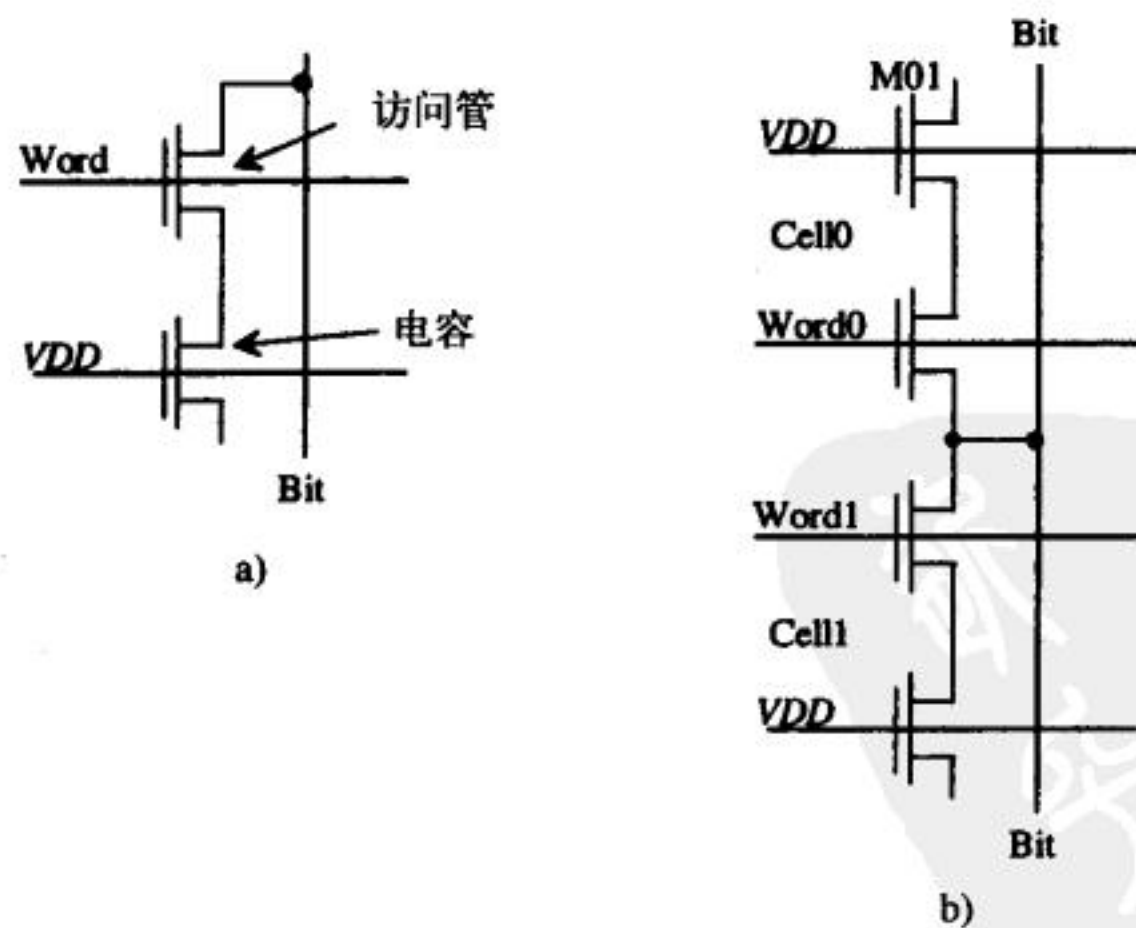 访问管
Word
VDD
电容
Bit
a)
Bit
M01
VDD
Cell0
Word0
Word1
Cell1
VDD
Bit
b)